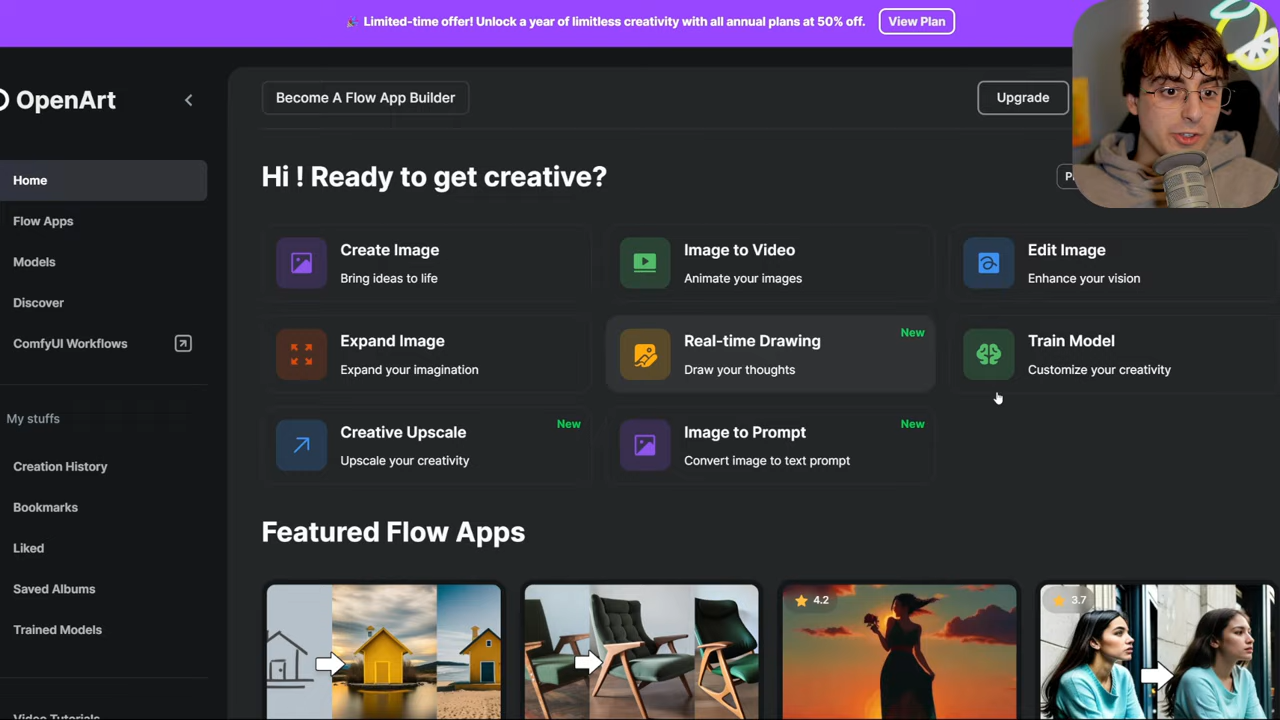 Limited-time offer! Unlock a year of limitless creativity with all annual plans at 50% off.
View Plan
OpenArt
Become A Flow App Builder
Upgrade
Home
Flow Apps
Models
Discover
ComfyUI Workflows
My stuffs
Creation History
Bookmarks
Liked
Saved Albums
Trained Models
Hi ! Ready to get creative?
Create Image
Bring ideas to life
Image to Video
Animate your images
Edit Image
Enhance your vision
Expand Image
Expand your imagination
Real-time Drawing
New
Draw your thoughts
Train Model
Customize your creativity
Creative Upscale
New
Upscale your creativity
Image to Prompt
New
Convert image to text prompt
Featured Flow Apps
4.2
3.7
Video Tutorials